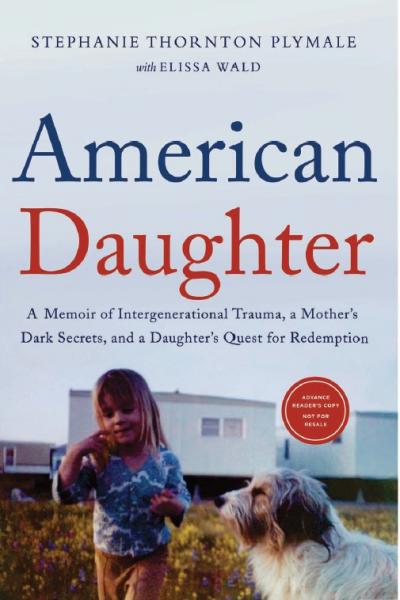 STEPHANIE THORNTON PLYMALE
with ELISSA WALD
American
Daughter
A Memoir of Intergenerational Trauma, a Mother's
Dark Secrets, and a Daughter's Quest for Redemption
ADVANCE
READER'S COPY
NOT FOR
RESALE